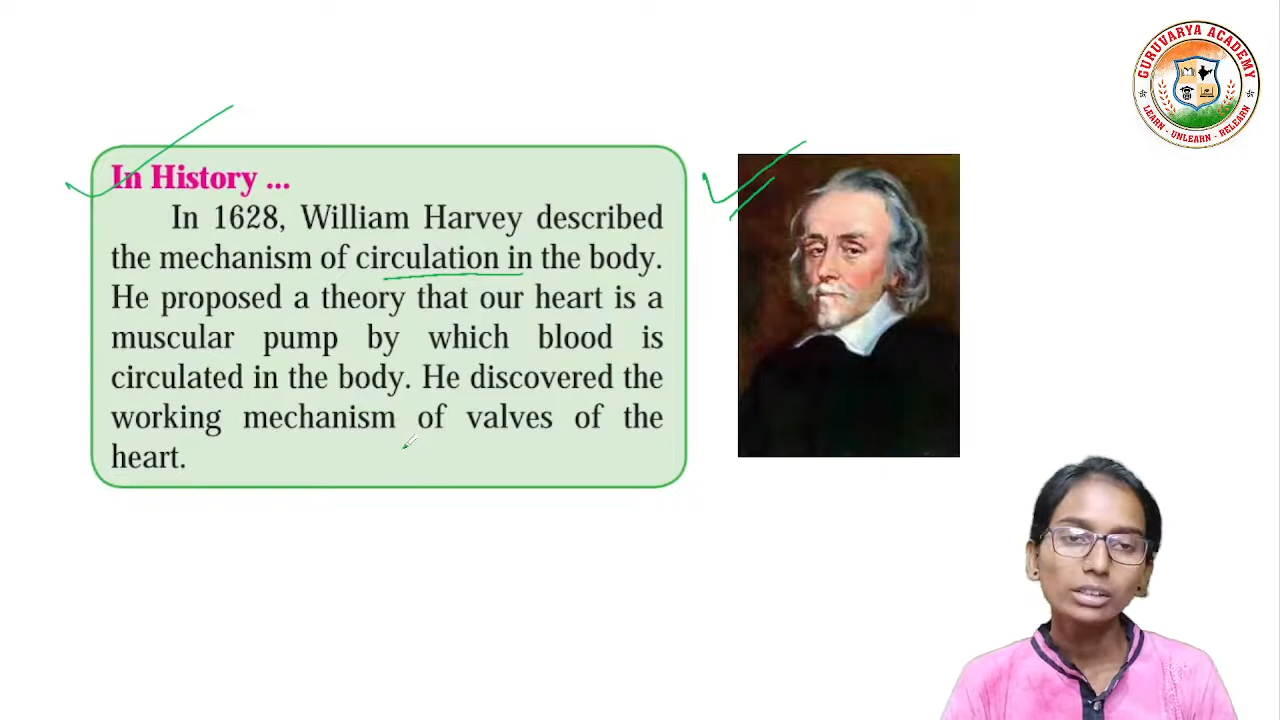 GURUVARYA ACADEMY
LEARN - UNLEARN - RELEARN
In History ...
In 1628, William Harvey described
the mechanism of circulation in the body.
He proposed a theory that our heart is a
muscular pump by which blood is
circulated in the body. He discovered the
working mechanism of valves of the
heart.